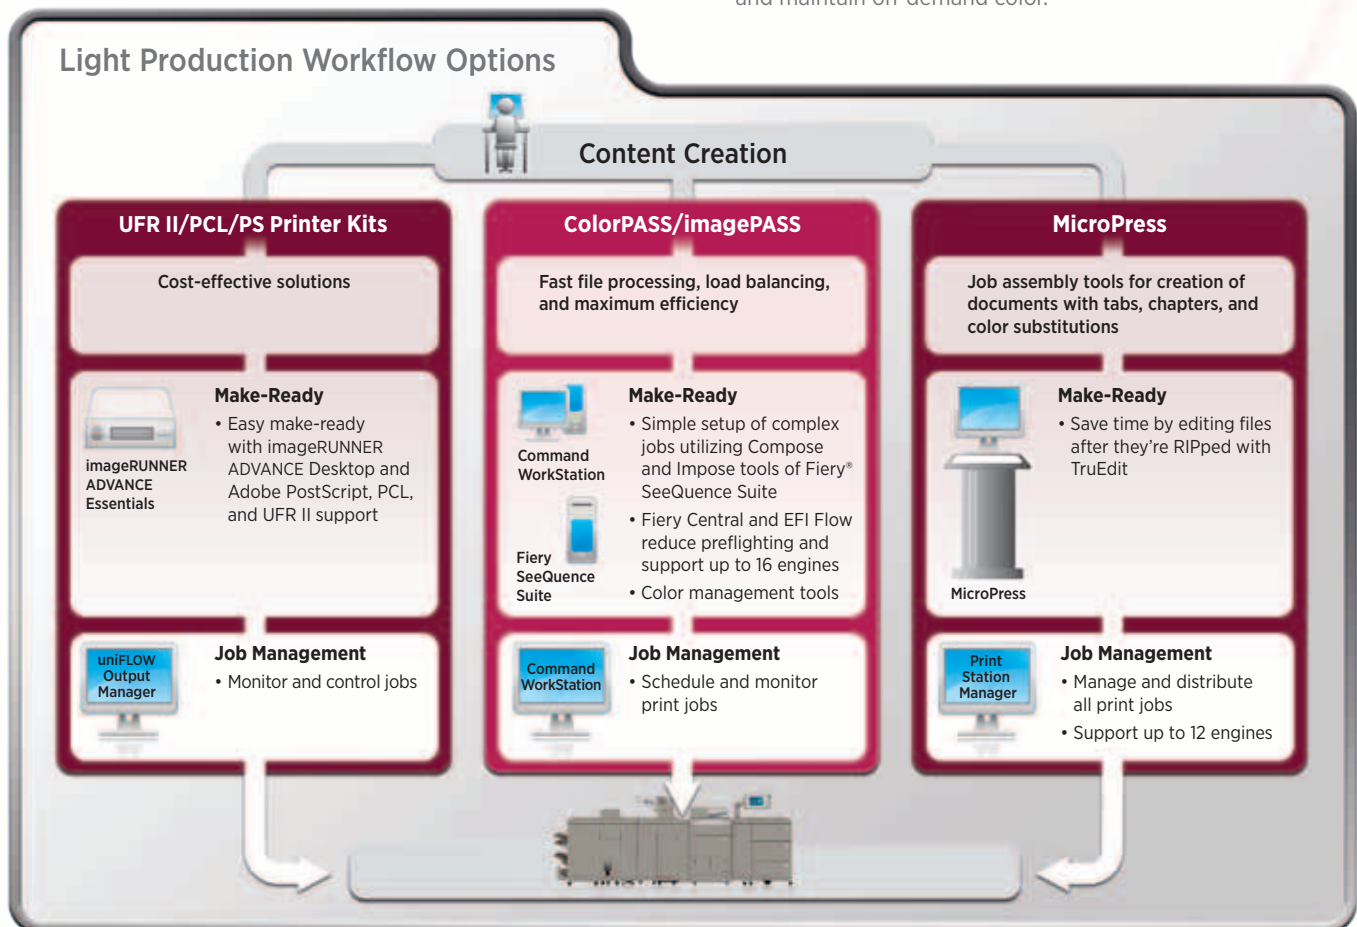 and maintain on-demand color.
Light Production Workflow Options
Content Creation
UFR II/PCL/PS Printer Kits
Cost-effective solutions
imageRUNNER
ADVANCE
Essentials
Make-Ready
• Easy make-ready
with imageRUNNER
ADVANCE Desktop and
Adobe PostScript, PCL,
and UFR II support
uniFLOW
Output
Manager
Job Management
• Monitor and control jobs
ColorPASS/imagePASS
Fast file processing, load balancing,
and maximum efficiency
Command
WorkStation
Fiery
SeeQuence
Suite
Make-Ready
• Simple setup of complex
jobs utilizing Compose
and Impose tools of Fiery®
SeeQuence Suite
• Fiery Central and EFI Flow
reduce preflighting and
support up to 16 engines
• Color management tools
Command
WorkStation
Job Management
• Schedule and monitor
print jobs
MicroPress
Job assembly tools for creation of
documents with tabs, chapters, and
color substitutions
MicroPress
Make-Ready
• Save time by editing files
after they're RIPped with
TruEdit
Print
Station
Manager
Job Management
• Manage and distribute
all print jobs
• Support up to 12 engines